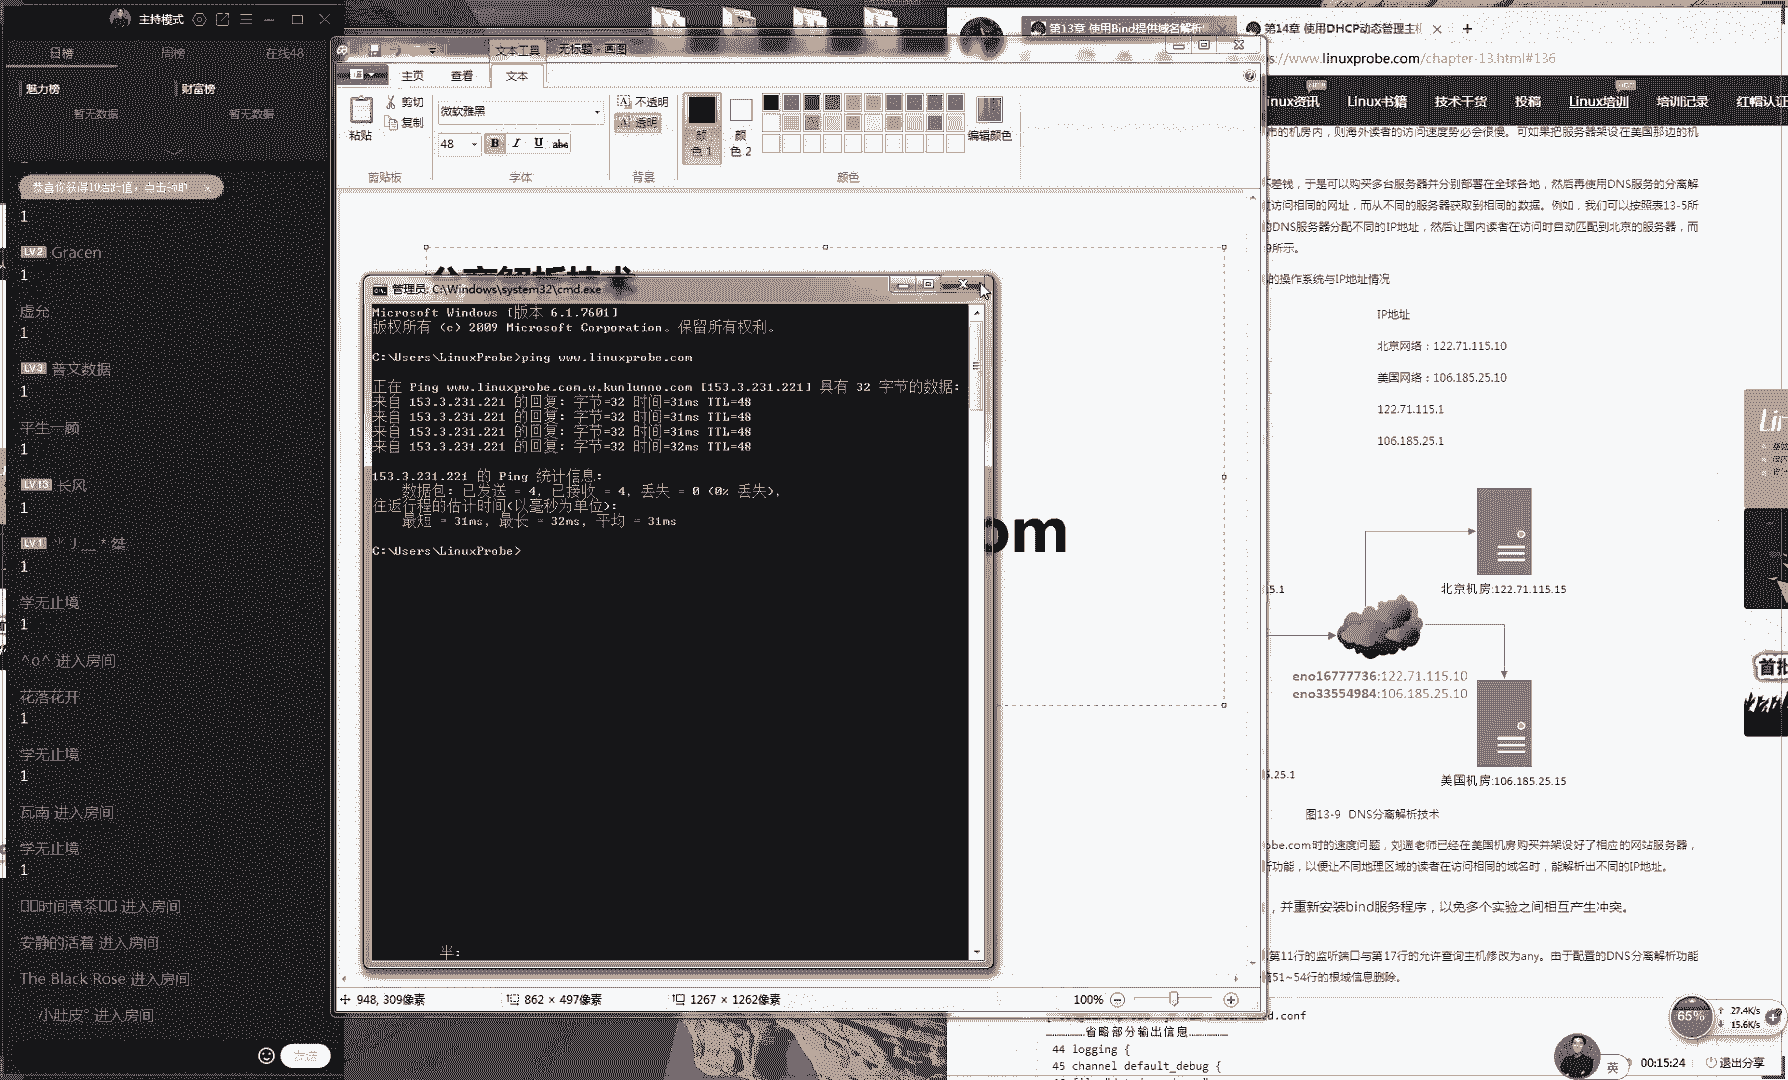 主持模式
日榜
周榜
在线48
魅力榜
财富榜
暂无数据
暂无数据
1
LV.2 Gracen
1
虚允
1
LV.3 普文数据
1
平生一顾
1
LV.13 长风
1
LV.1
1
学无止境
1
^o^ 进入房间
花落花开
1
学无止境
1
瓦南 进入房间
学无止境
1
时间煮茶 进入房间
安静的活着 进入房间
The Black Rose 进入房间
小肚皮° 进入房间
发送
文本工具
无标题 - 画图
主页
查看
文本
粘贴
剪切
复制
剪贴板
微软雅黑
48
B I U abc
字体
不透明
透明
背景
颜色 1
颜色 2
编辑颜色
颜色
分离解析技术
om
管理员: C:\Windows\system32\cmd.exe
Microsoft Windows [版本 6.1.7601]
版权所有 (c) 2009 Microsoft Corporation。保留所有权利。
C:\Users\LinuxProbe>ping www.linuxprobe.com
正在 Ping www.linuxprobe.com.w.kunlunno.com [153.3.231.221] 具有 32 字节的数据:
来自 153.3.231.221 的回复: 字节=32 时间=31ms TTL=48
来自 153.3.231.221 的回复: 字节=32 时间=31ms TTL=48
来自 153.3.231.221 的回复: 字节=32 时间=31ms TTL=48
来自 153.3.231.221 的回复: 字节=32 时间=32ms TTL=48
153.3.231.221 的 Ping 统计信息:
数据包: 已发送 = 4, 已接收 = 4, 丢失 = 0 (0% 丢失),
往返行程的估计时间(以毫秒为单位):
最短 = 31ms, 最长 = 32ms, 平均 = 31ms
C:\Users\LinuxProbe>
半:
948, 309像素
862 × 497像素
1267 × 1262像素
100%
第13章 使用Bind提供域名解析
第14章 使用DHCP动态管理主机
s://www.linuxprobe.com/chapter-13.html#136
inux资讯
Linux书籍
技术干货
投稿
Linux培训
培训记录
红帽认证
市的机房内，则海外读者的访问速度势必会很慢。可如果把服务器架设在美国那边的机
不差钱，于是可以购买多台服务器并分别部署在全球各地，然后再使用DNS服务的分离解
访问相同的网址，而从不同的服务器获取到相同的数据。例如，我们可以按照表13-5所
DNS服务器分配不同的IP地址，然后让国内读者在访问时自动匹配到北京的服务器，而
9所示。
的操作系统与IP地址情况
IP地址
北京网络：122.71.115.10
美国网络：106.185.25.10
122.71.115.1
106.185.25.1
北京机房:122.71.115.15
5.1
eno16777736:122.71.115.10
eno33554984:106.185.25.10
5.25.1
美国机房:106.185.25.15
图13-9 DNS分离解析技术
obe.com时的速度问题，刘遄老师已经在美国机房购买并架设好了相应的网站服务器，
功能，以便让不同地理区域的读者在访问相同的域名时，能解析出不同的IP地址。
，并重新安装bind服务程序，以免多个实验之间相互产生冲突。
第11行的监听端口与第17行的允许查询主机修改为any。由于配置的DNS分离解析功能
51~54行的根域信息删除。
d.conf
省略部分输出信息
44 logging {
45 channel default_debug {
65%
27.4K/s
15.6K/s
英
00:15:24
退出分享